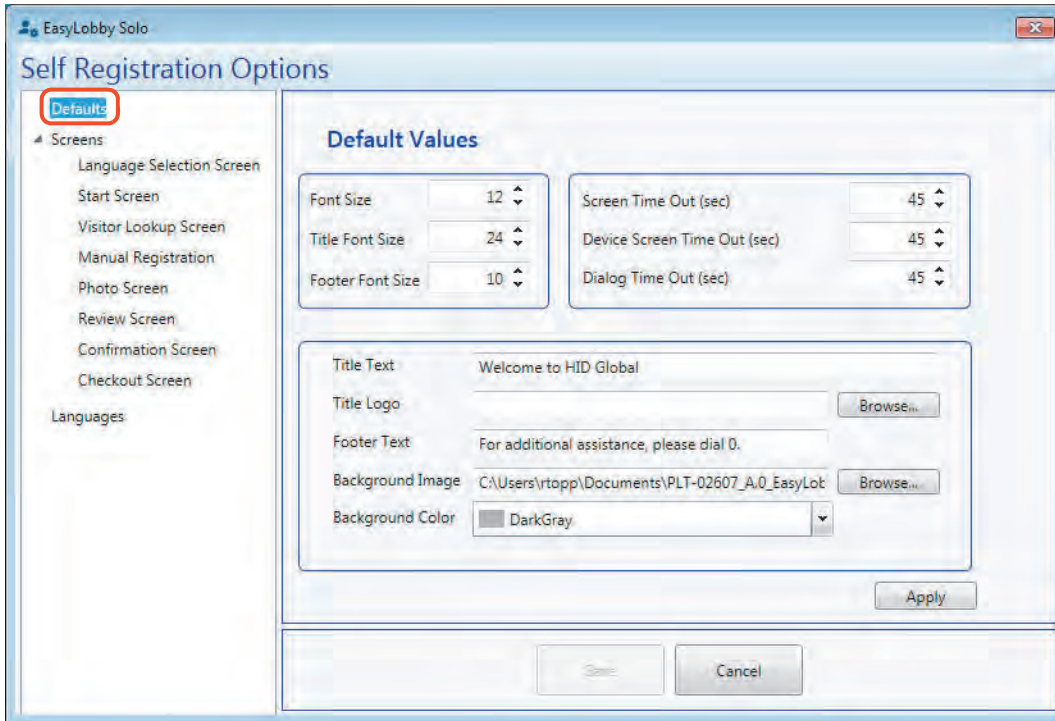 EasyLobby Solo
Self Registration Options
Defaults
Screens
Language Selection Screen
Start Screen
Visitor Lookup Screen
Manual Registration
Photo Screen
Review Screen
Confirmation Screen
Checkout Screen
Languages
Default Values
Font Size 12
Title Font Size 24
Footer Font Size 10
Screen Time Out (sec) 45
Device Screen Time Out (sec) 45
Dialog Time Out (sec) 45
Title Text Welcome to HID Global
Title Logo Browse...
Footer Text For additional assistance, please dial 0.
Background Image C:\Users\rtopp\Documents\PLT-02607_A.0_EasyLob Browse...
Background Color DarkGray
Apply
Save Cancel